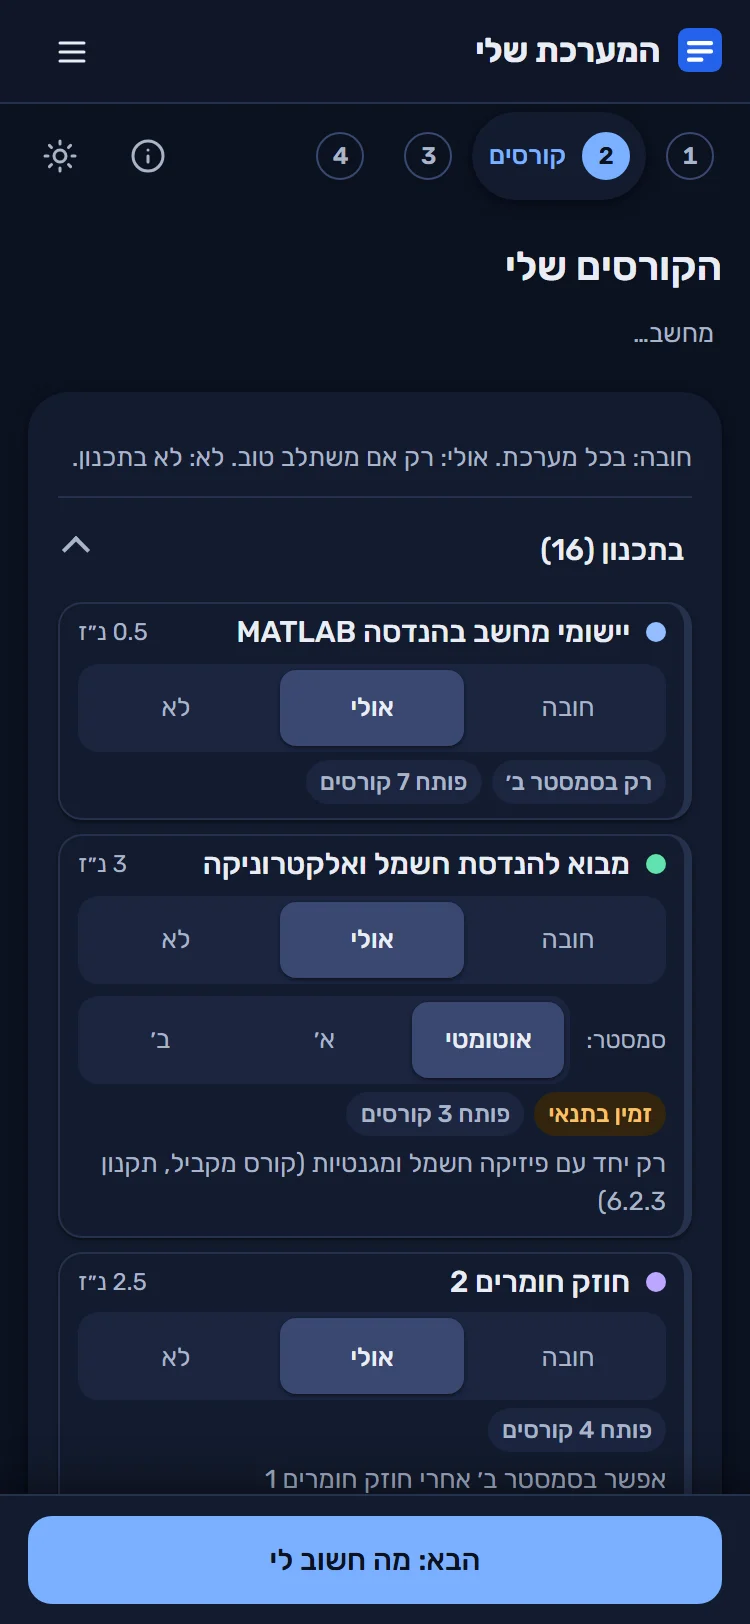 המערכת שלי
1
2 קורסים
3
4
הקורסים שלי
מחשב...
חובה: בכל מערכת. אולי: רק אם משתלב טוב. לא: לא בתכנון.
בתכנון (16)
יישומי מחשב בהנדסה MATLAB
0.5 נ״ז
חובה
אולי
לא
רק בסמסטר ב׳
פותח 7 קורסים
מבוא להנדסת חשמל ואלקטרוניקה
3 נ״ז
חובה
אולי
לא
סמסטר:
אוטומטי
א׳
ב׳
זמין בתנאי
פותח 3 קורסים
רק יחד עם פיזיקה חשמל ומגנטיות (קורס מקביל, תקנון
6.2.3)
חוזק חומרים 2
2.5 נ״ז
חובה
אולי
לא
פותח 4 קורסים
אפשר בסמסטר ב׳ אחרי חוזק חומרים 1
הבא: מה חשוב לי